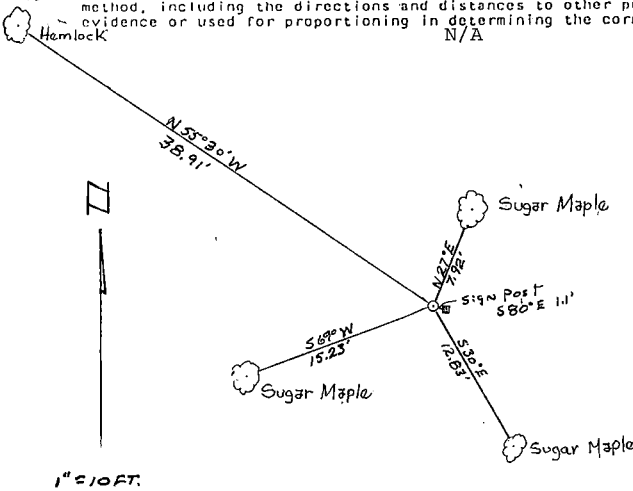 method, including the directions and distances to other pu
evidence or used for proportioning in determining the cor
N/A
Hemlock
N 55°30' W
38.91'
Sugar Maple
N 27° E
7.92'
Sign Post
S 80° E 1.1'
S 69° W
15.23'
S 30° E
12.83'
Sugar Maple
Sugar Maple
1" = 10 FT.